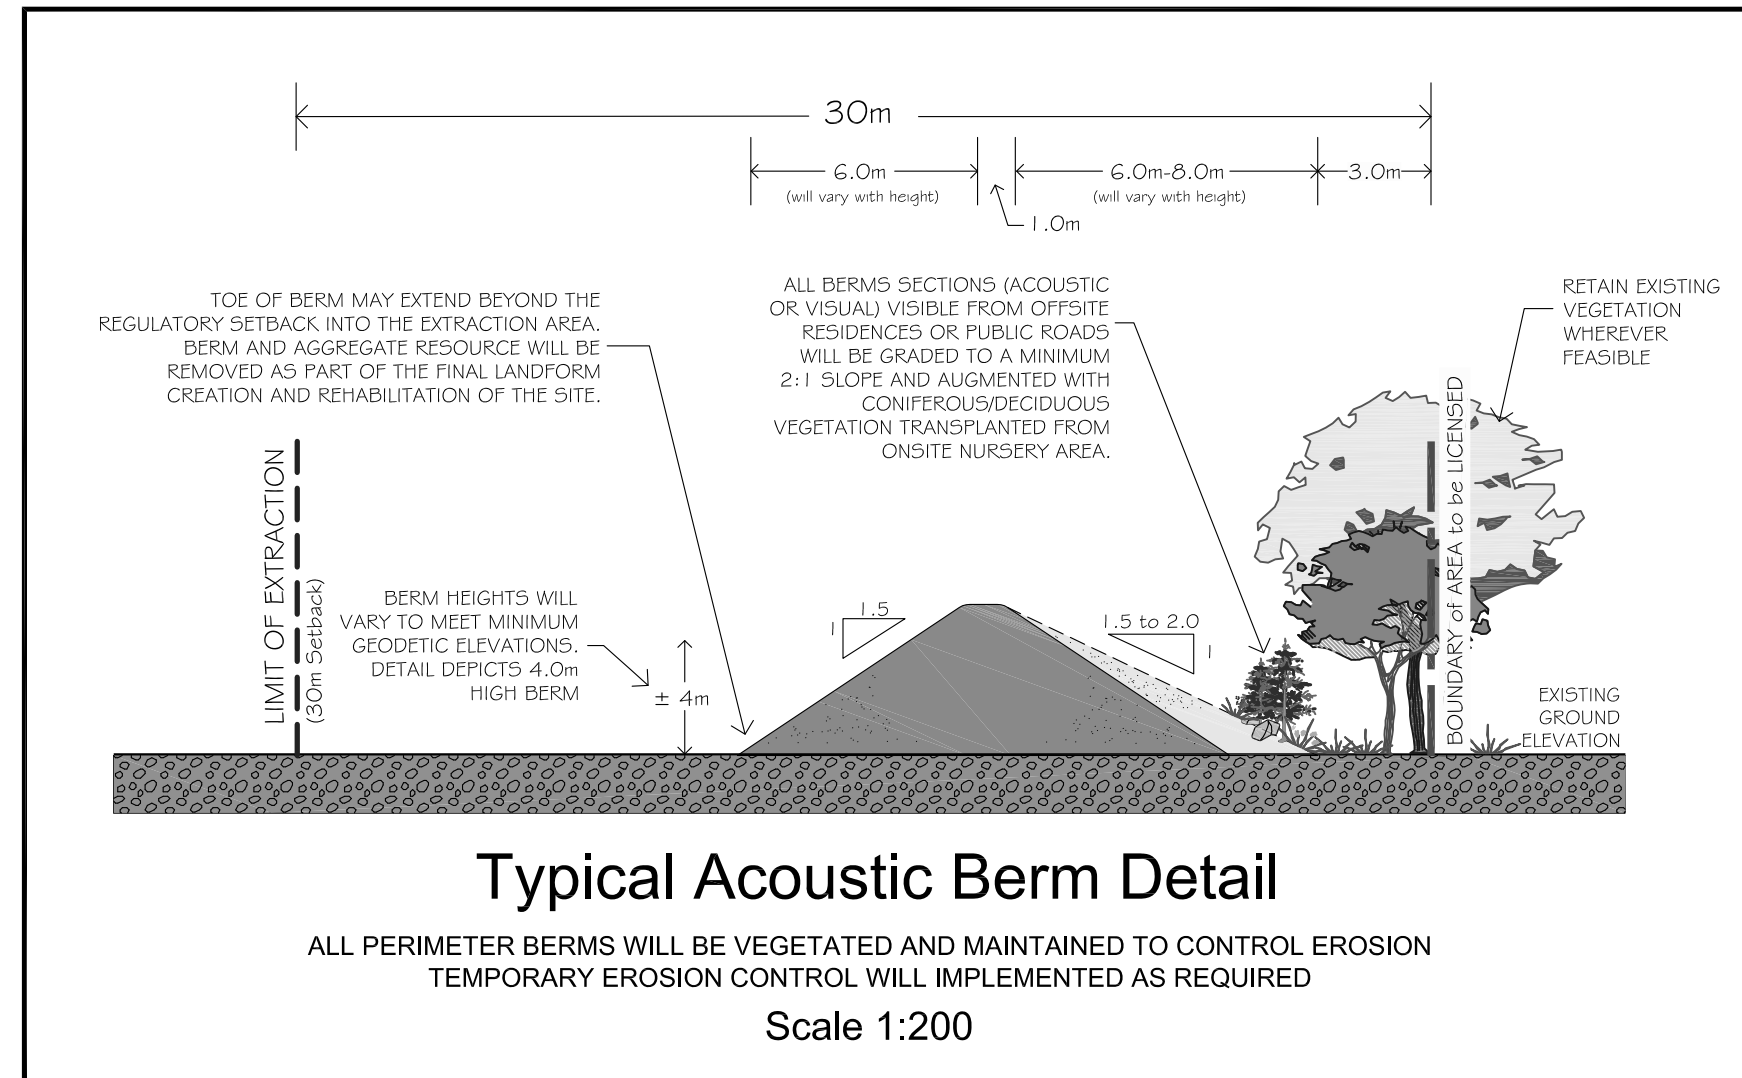 30m
6.0m
(will vary with height)
1.0m
6.0m-8.0m
(will vary with height)
3.0m
TOE OF BERM MAY EXTEND BEYOND THE
REGULATORY SETBACK INTO THE EXTRACTION AREA.
BERM AND AGGREGATE RESOURCE WILL BE
REMOVED AS PART OF THE FINAL LANDFORM
CREATION AND REHABILITATION OF THE SITE.
ALL BERMS SECTIONS (ACOUSTIC
OR VISUAL) VISIBLE FROM OFFSITE
RESIDENCES OR PUBLIC ROADS
WILL BE GRADED TO A MINIMUM
2:1 SLOPE AND AUGMENTED WITH
CONIFEROUS/DECIDUOUS
VEGETATION TRANSPLANTED FROM
ONSITE NURSERY AREA.
RETAIN EXISTING
VEGETATION
WHEREVER
FEASIBLE
LIMIT OF EXTRACTION
(30m Setback)
BERM HEIGHTS WILL
VARY TO MEET MINIMUM
GEODETIC ELEVATIONS.
DETAIL DEPICTS 4.0m
HIGH BERM
± 4m
1.5
1
1.5 to 2.0
1
BOUNDARY of AREA to be LICENSED
EXISTING
GROUND
ELEVATION
Typical Acoustic Berm Detail
ALL PERIMETER BERMS WILL BE VEGETATED AND MAINTAINED TO CONTROL EROSION
TEMPORARY EROSION CONTROL WILL IMPLEMENTED AS REQUIRED
Scale 1:200